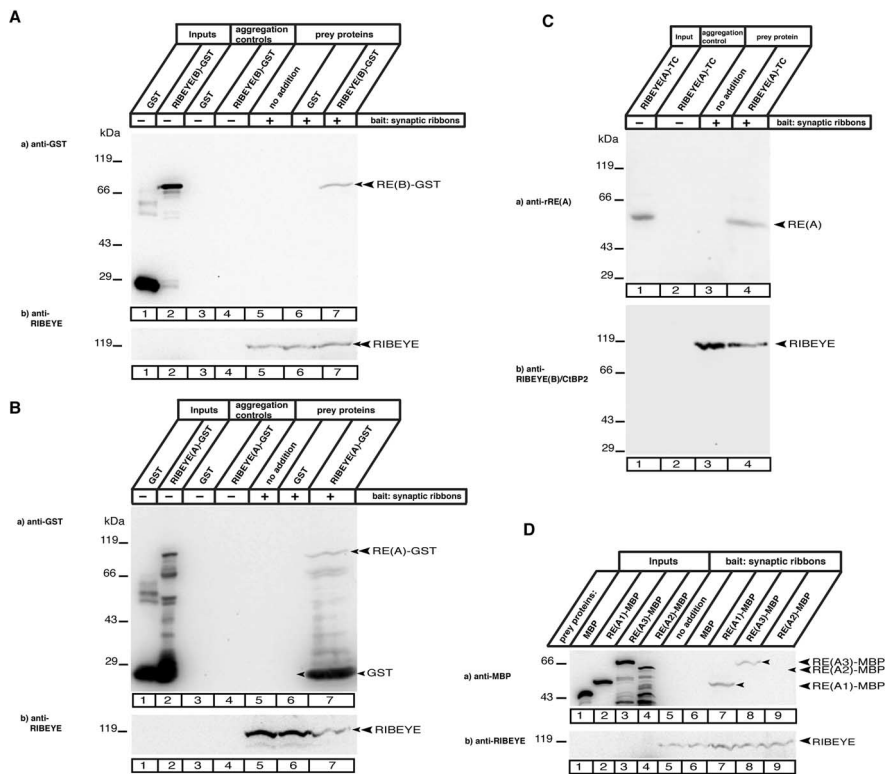 A
Inputs
aggregation controls
prey proteins
GST
RIBEYE(B)-GST
GST
RIBEYE(B)-GST
no addition
GST
RIBEYE(B)-GST
− − − − + + +
bait: synaptic ribbons
a) anti-GST
kDa
119
66
43
29
RE(B)-GST
1 2 3 4 5 6 7
b) anti-
RIBEYE
119
RIBEYE
1 2 3 4 5 6 7
B
Inputs
aggregation controls
prey proteins
GST
RIBEYE(A)-GST
GST
RIBEYE(A)-GST
no addition
GST
RIBEYE(A)-GST
− − − − + + +
bait: synaptic ribbons
a) anti-GST
kDa
119
66
43
29
RE(A)-GST
GST
1 2 3 4 5 6 7
b) anti-
RIBEYE
119
RIBEYE
1 2 3 4 5 6 7
C
Input
aggregation control
prey protein
RIBEYE(A)-TC
RIBEYE(A)-TC
no addition
RIBEYE(A)-TC
− − + +
bait: synaptic ribbons
kDa
119
66
43
29
a) anti-rRE(A)
RE(A)
1 2 3 4
119
66
43
29
b) anti-
RIBEYE(B)/CtBP2
RIBEYE
1 2 3 4
D
Inputs
bait: synaptic ribbons
prey proteins:
MBP
RE(A1)-MBP
RE(A3)-MBP
RE(A2)-MBP
no addition
MBP
RE(A1)-MBP
RE(A3)-MBP
RE(A2)-MBP
kDa
a) anti-MBP
66
43
RE(A3)-MBP
RE(A2)-MBP
RE(A1)-MBP
1 2 3 4 5 6 7 8 9
b) anti-RIBEYE
119
RIBEYE
1 2 3 4 5 6 7 8 9